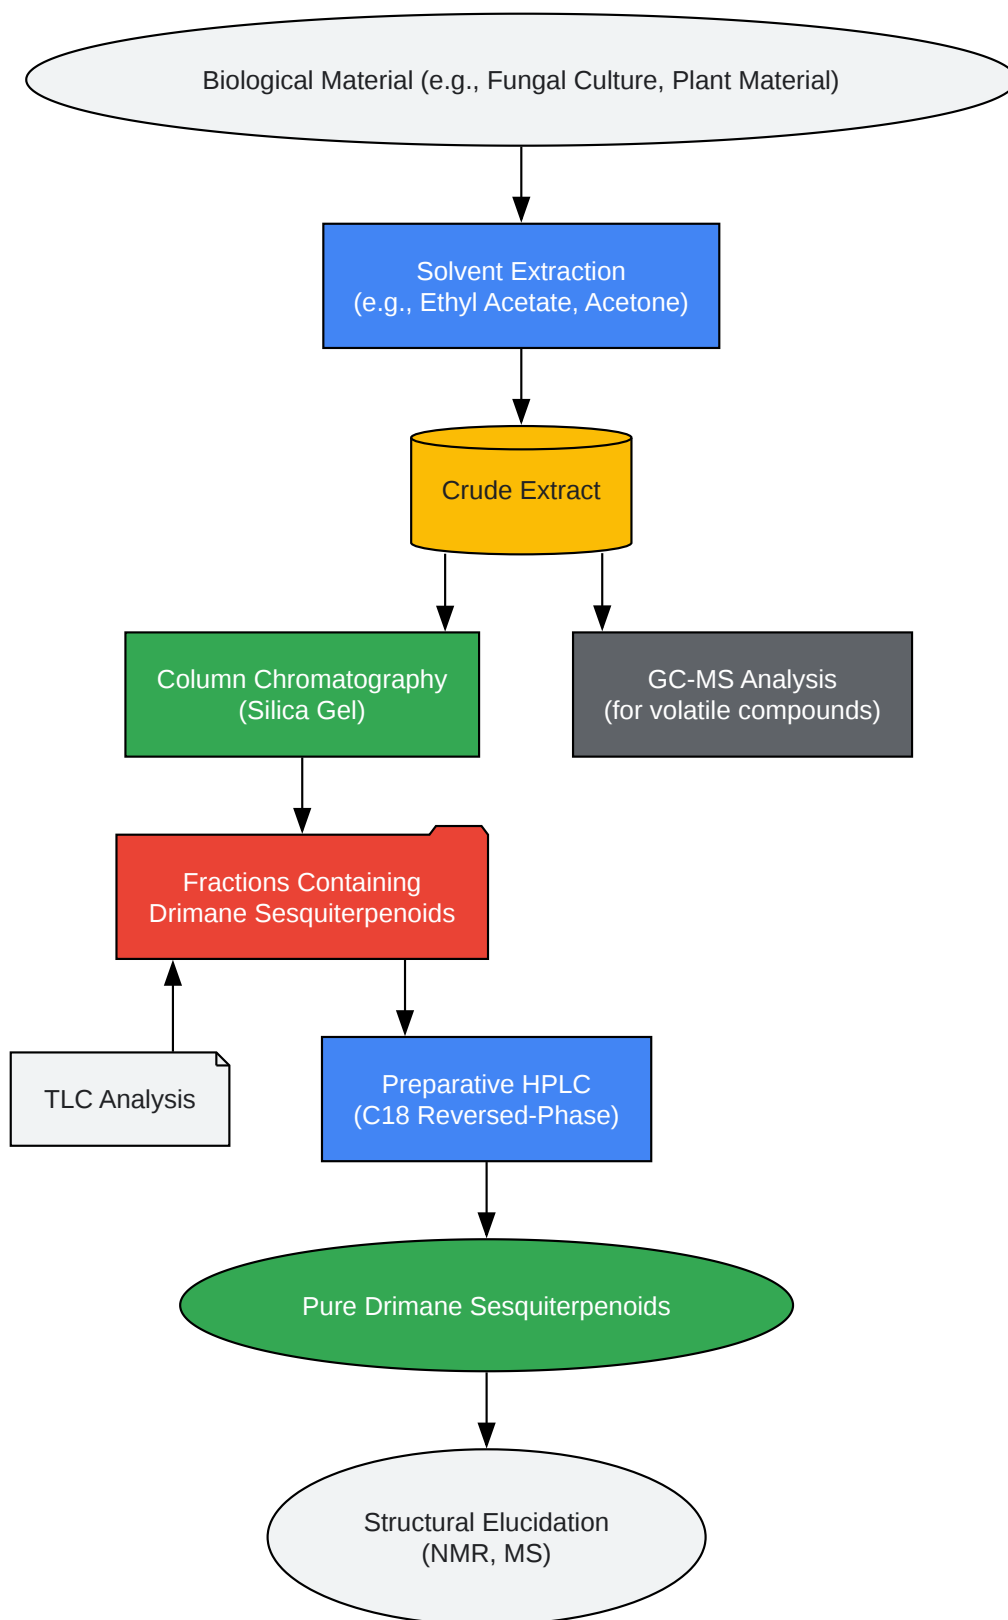 Biological Material (e.g., Fungal Culture, Plant Material)
Solvent Extraction
(e.g., Ethyl Acetate, Acetone)
Crude Extract
Column Chromatography
(Silica Gel)
GC-MS Analysis
(for volatile compounds)
Fractions Containing
Drimane Sesquiterpenoids
TLC Analysis
Preparative HPLC
(C18 Reversed-Phase)
Pure Drimane Sesquiterpenoids
Structural Elucidation
(NMR, MS)